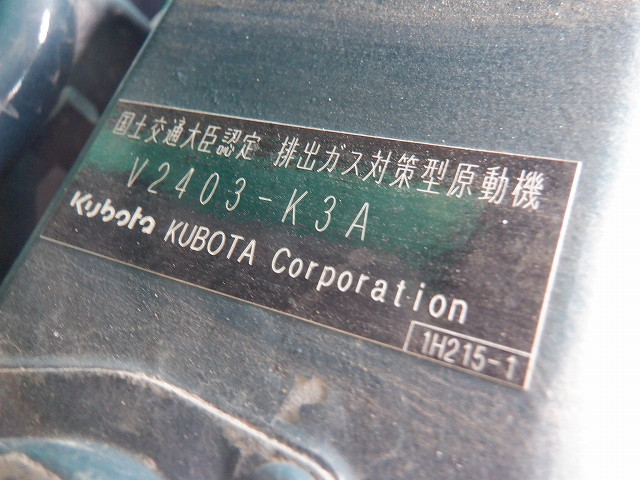 国土交通大臣認定 排出ガス対策型原動機
V2403-K3A
Kubota KUBOTA Corporation
1H215-1